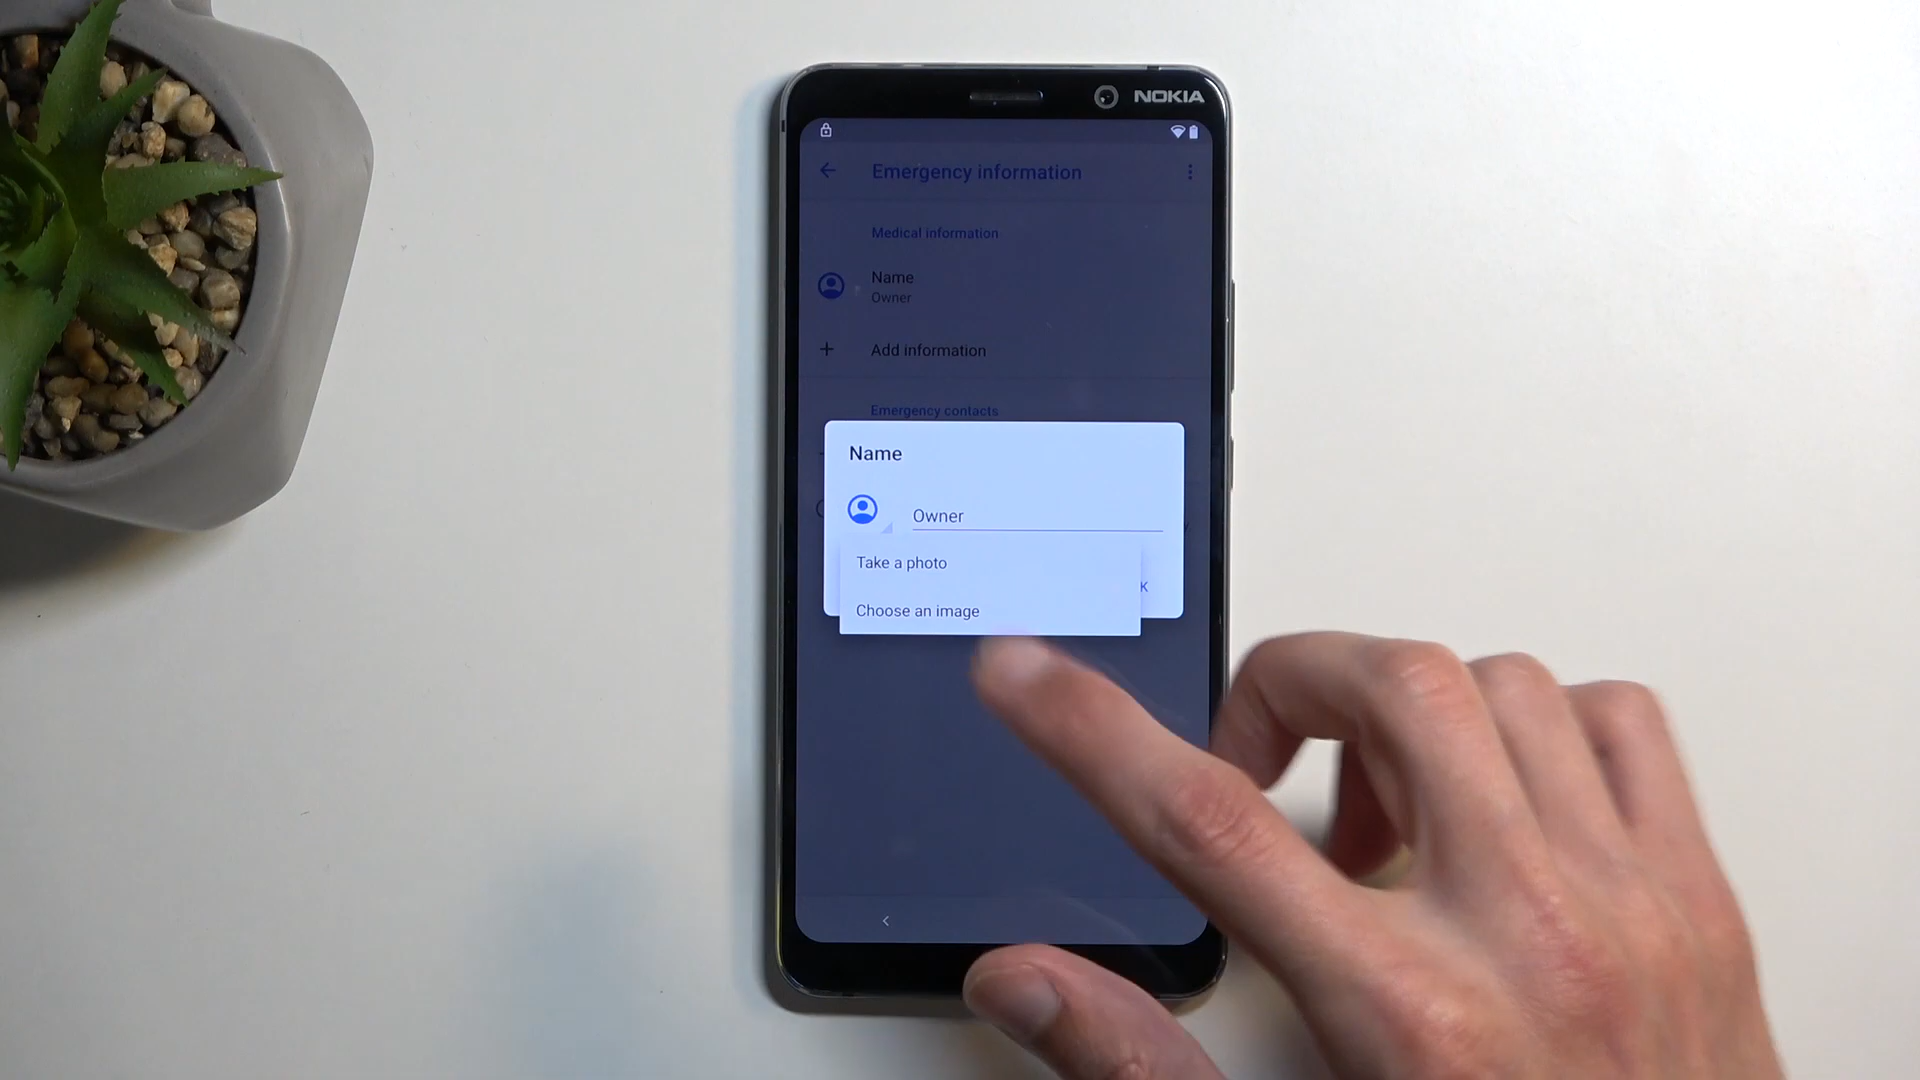 NOKIA
Emergency information
Medical information
Name
Owner
Add information
Emergency contacts
Name
Owner
Take a photo
K
Choose an image